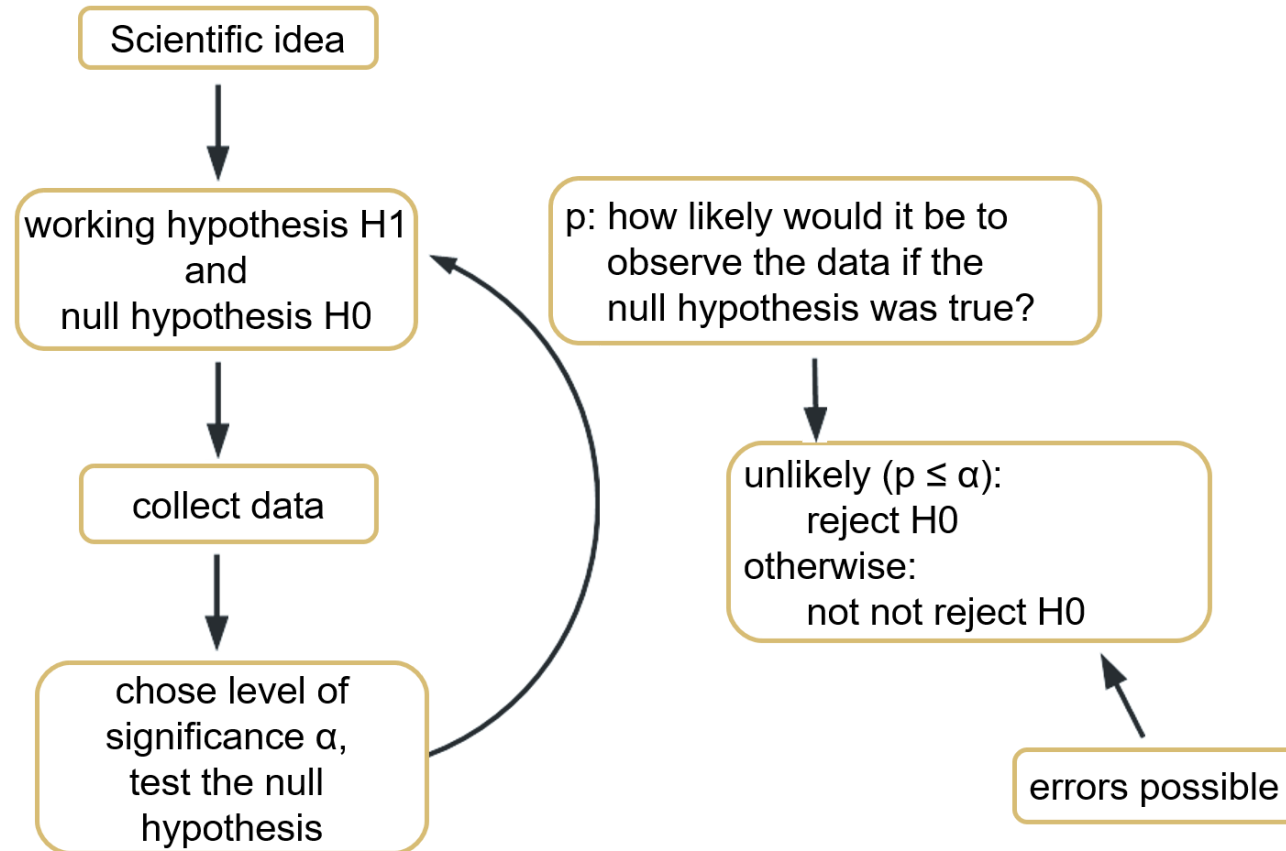 Scientific idea
working hypothesis H1
and
null hypothesis H0
collect data
chose level of
significance α,
test the null
hypothesis
p: how likely would it be to
observe the data if the
null hypothesis was true?
unlikely (p ≤ α):
reject H0
otherwise:
not not reject H0
errors possible